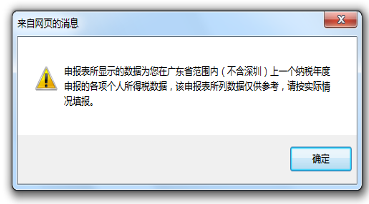 来自网页的消息
申报表所显示的数据为您在广东省范围内（不含深圳）上一个纳税年度
申报的各项个人所得税数据，该申报表所列数据仅供参考，请按实际情
况填报。
确定